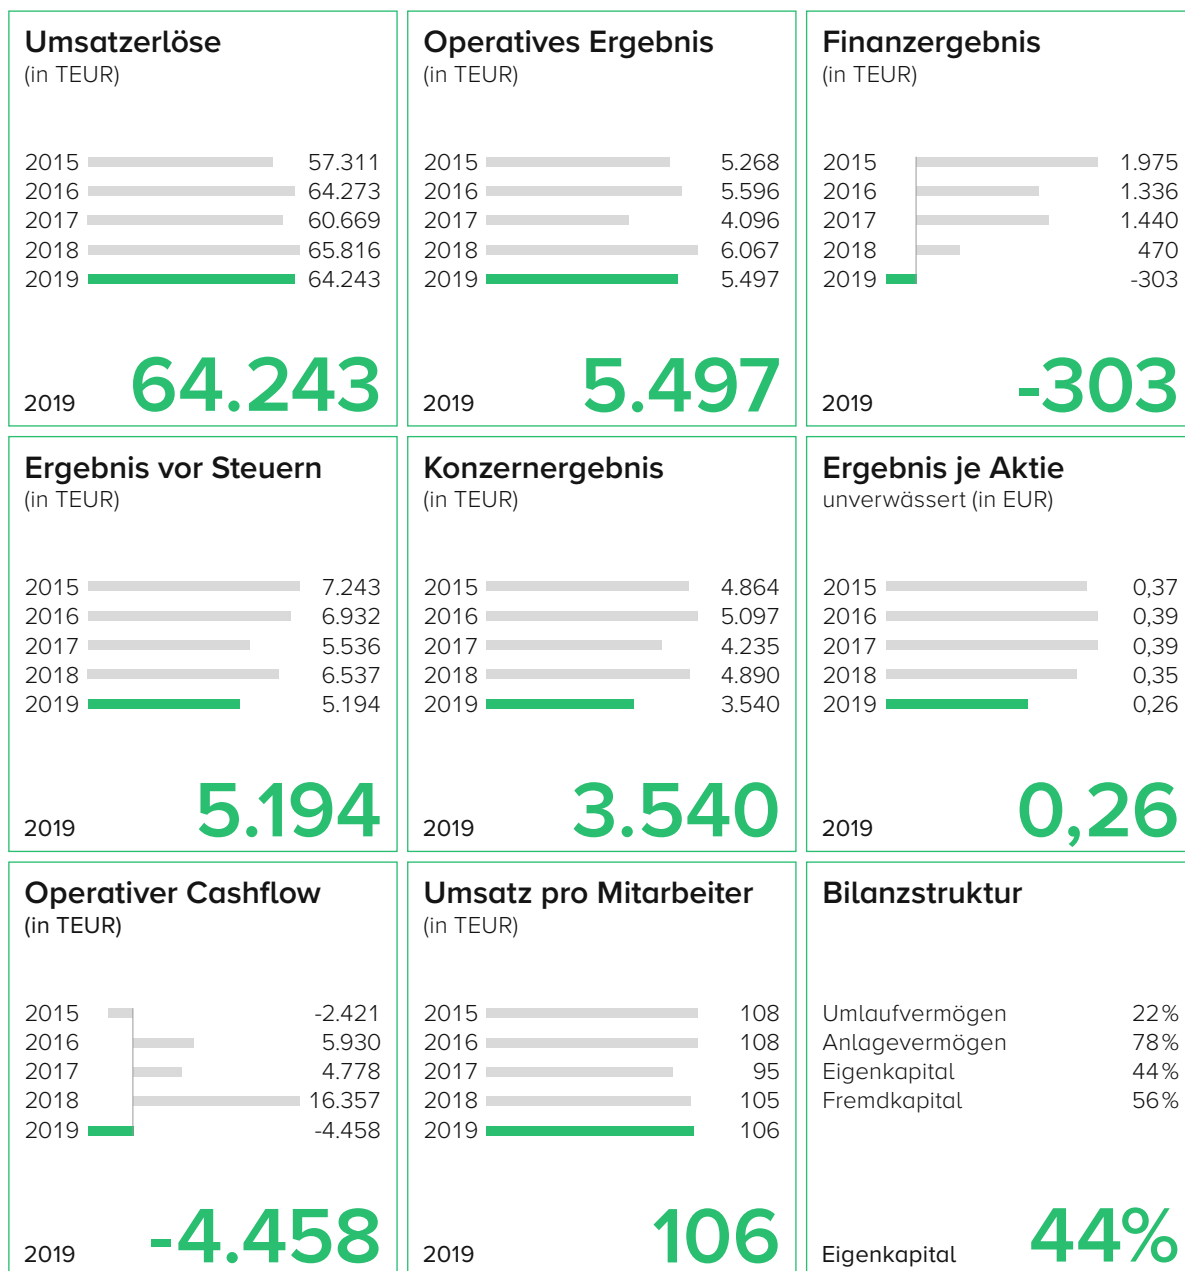 Umsatzerlöse
(in TEUR)
2015 57.311
2016 64.273
2017 60.669
2018 65.816
2019 64.243
2019 64.243
Operatives Ergebnis
(in TEUR)
2015 5.268
2016 5.596
2017 4.096
2018 6.067
2019 5.497
2019 5.497
Finanzergebnis
(in TEUR)
2015 1.975
2016 1.336
2017 1.440
2018 470
2019 -303
2019 -303
Ergebnis vor Steuern
(in TEUR)
2015 7.243
2016 6.932
2017 5.536
2018 6.537
2019 5.194
2019 5.194
Konzernergebnis
(in TEUR)
2015 4.864
2016 5.097
2017 4.235
2018 4.890
2019 3.540
2019 3.540
Ergebnis je Aktie
unverwässert (in EUR)
2015 0,37
2016 0,39
2017 0,39
2018 0,35
2019 0,26
2019 0,26
Operativer Cashflow
(in TEUR)
2015 -2.421
2016 5.930
2017 4.778
2018 16.357
2019 -4.458
2019 -4.458
Umsatz pro Mitarbeiter
(in TEUR)
2015 108
2016 108
2017 95
2018 105
2019 106
2019 106
Bilanzstruktur
Umlaufvermögen 22%
Anlagevermögen 78%
Eigenkapital 44%
Fremdkapital 56%
Eigenkapital 44%